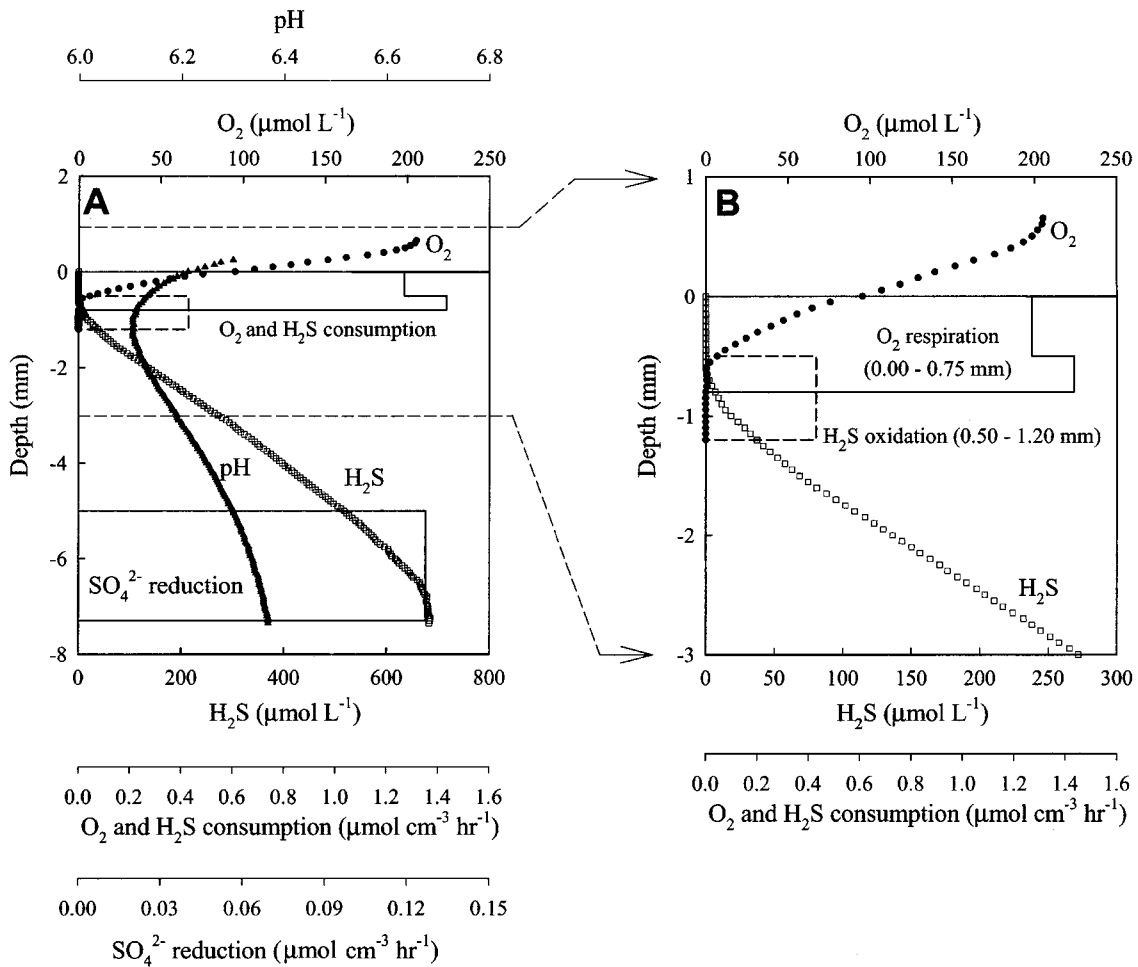 pH
6.0 6.2 6.4 6.6 6.8
O₂ (μmol L⁻¹)
0 50 100 150 200 250
A
2
0
-2
-4
-6
-8
Depth (mm)
O₂
O₂ and H₂S consumption
pH
H₂S
SO₄²⁻ reduction
0 200 400 600 800
H₂S (μmol L⁻¹)
0.0 0.2 0.4 0.6 0.8 1.0 1.2 1.4 1.6
O₂ and H₂S consumption (μmol cm⁻³ hr⁻¹)
0.00 0.03 0.06 0.09 0.12 0.15
SO₄²⁻ reduction (μmol cm⁻³ hr⁻¹)
O₂ (μmol L⁻¹)
0 50 100 150 200 250
B
1
0
-1
-2
-3
Depth (mm)
O₂
O₂ respiration
(0.00 - 0.75 mm)
H₂S oxidation (0.50 - 1.20 mm)
H₂S
0 50 100 150 200 250 300
H₂S (μmol L⁻¹)
0.0 0.2 0.4 0.6 0.8 1.0 1.2 1.4 1.6
O₂ and H₂S consumption (μmol cm⁻³ hr⁻¹)